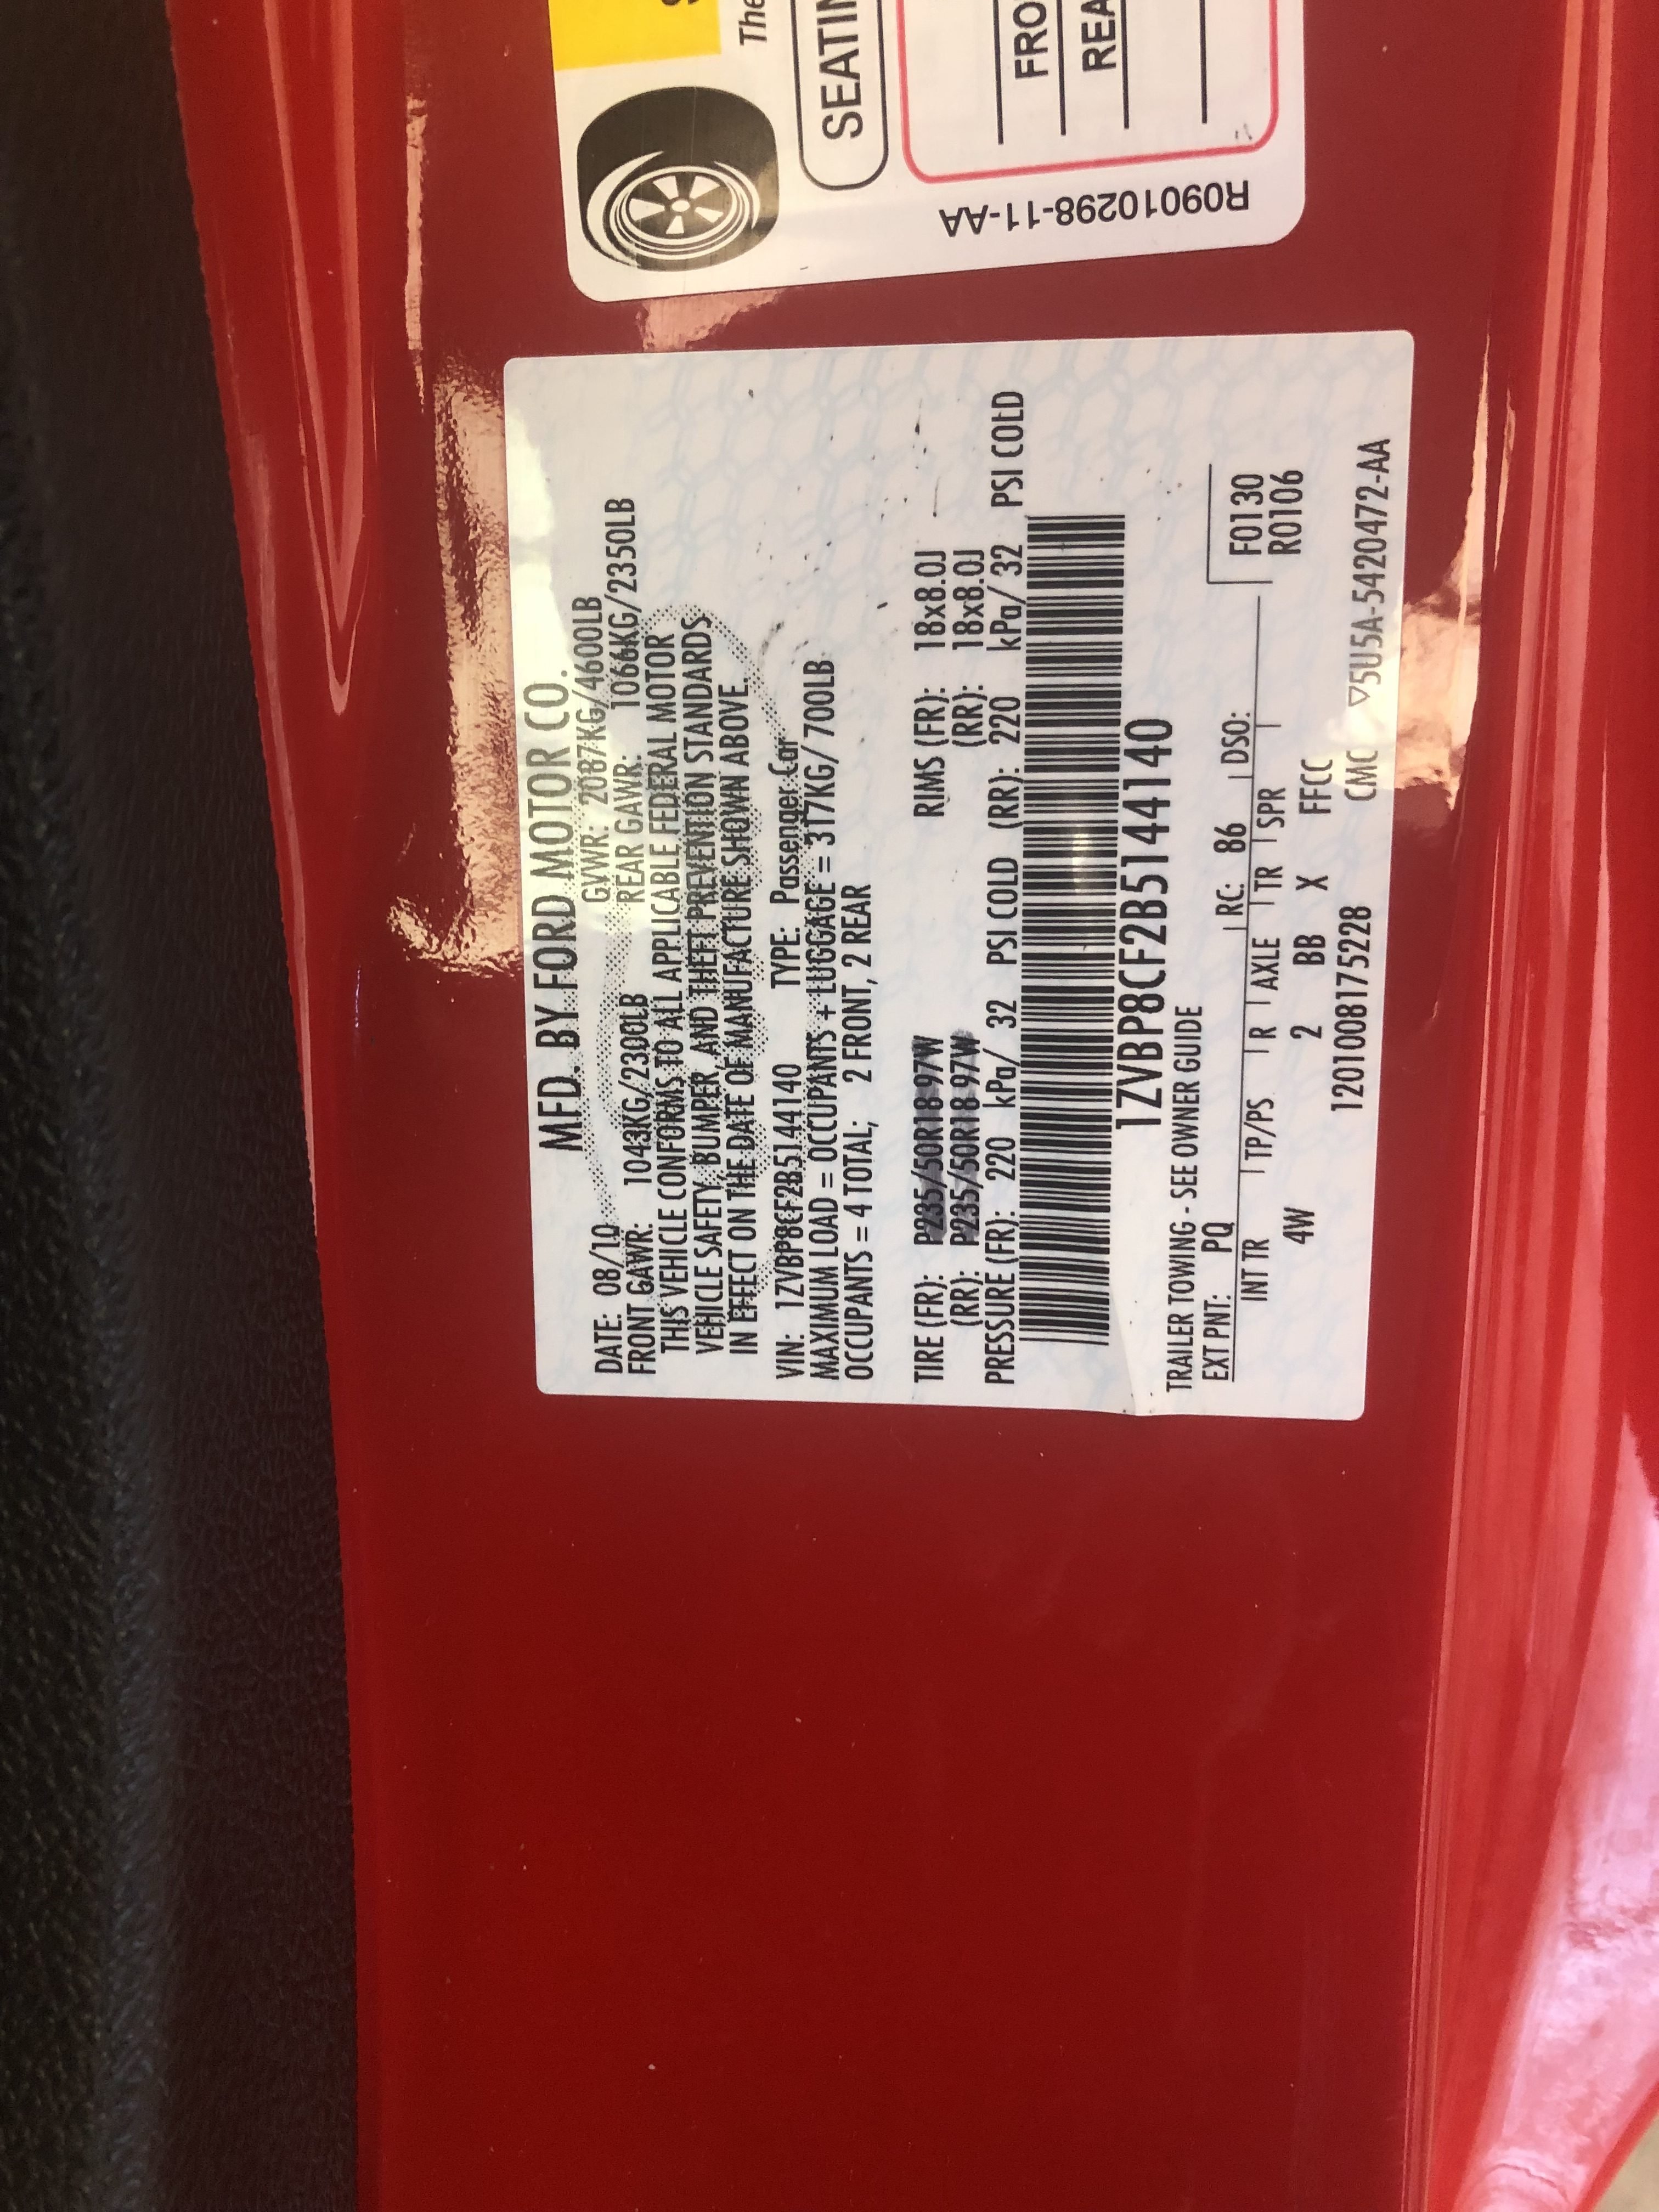 MFD. BY FORD MOTOR CO.
DATE: 08/10 GVWR: 2087KG/4600LB
FRONT GAWR: 1043KG/2300LB REAR GAWR: 1066KG/2350LB
THIS VEHICLE CONFORMS TO ALL APPLICABLE FEDERAL MOTOR
VEHICLE SAFETY, BUMPER, AND THEFT PREVENTION STANDARDS
IN EFFECT ON THE DATE OF MANUFACTURE SHOWN ABOVE.
VIN: 1ZVBP8CF2B5144140 TYPE: Passenger Car
MAXIMUM LOAD = OCCUPANTS + LUGGAGE = 317KG/ 700LB
OCCUPANTS = 4 TOTAL; 2 FRONT, 2 REAR
TIRE (FR): P235/50R18 97W RIMS (FR): 18x8.0J
(RR): P235/50R18 97W (RR): 18x8.0J
PRESSURE (FR): 220 kPa/ 32 PSI COLD (RR): 220 kPa/ 32 PSI COLD
1ZVBP8CF2B5144140
TRAILER TOWING - SEE OWNER GUIDE
EXT PNT: PQ RC: 86 DSO: F0130
INT TR TP/PS R AXLE TR SPR R0106
4W 2 BB X FFCC
12010081752​28 CMC ▽5U5A-5420472-AA
The
SEATIN
FRO
REA
R09010298-11-AA